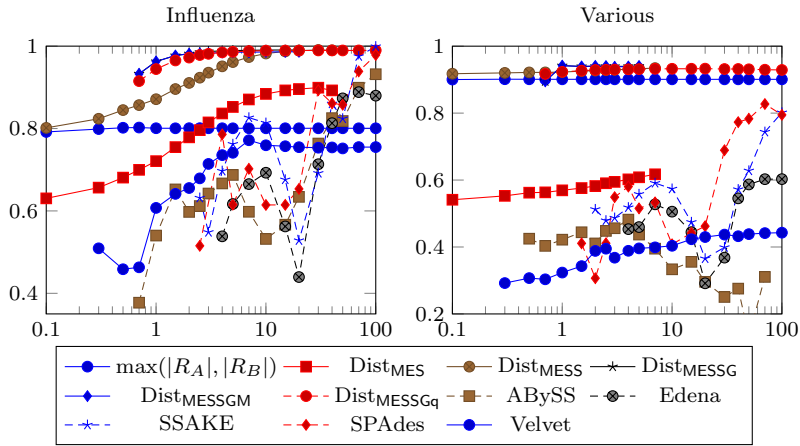 Influenza
Various
1
0.8
0.6
0.4
0.1 1 10 100
1
0.8
0.6
0.4
0.2
0.1 1 10 100
max(|R_A|, |R_B|) Dist_MES Dist_MESS Dist_MESSG
Dist_MESSGM Dist_MESSGq ABySS Edena
SSAKE SPAdes Velvet